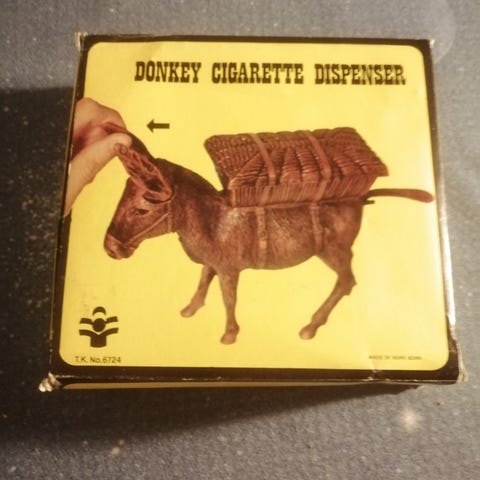 DONKEY CIGARETTE DISPENSER
T.K. No.6724
MADE IN HONG KONG